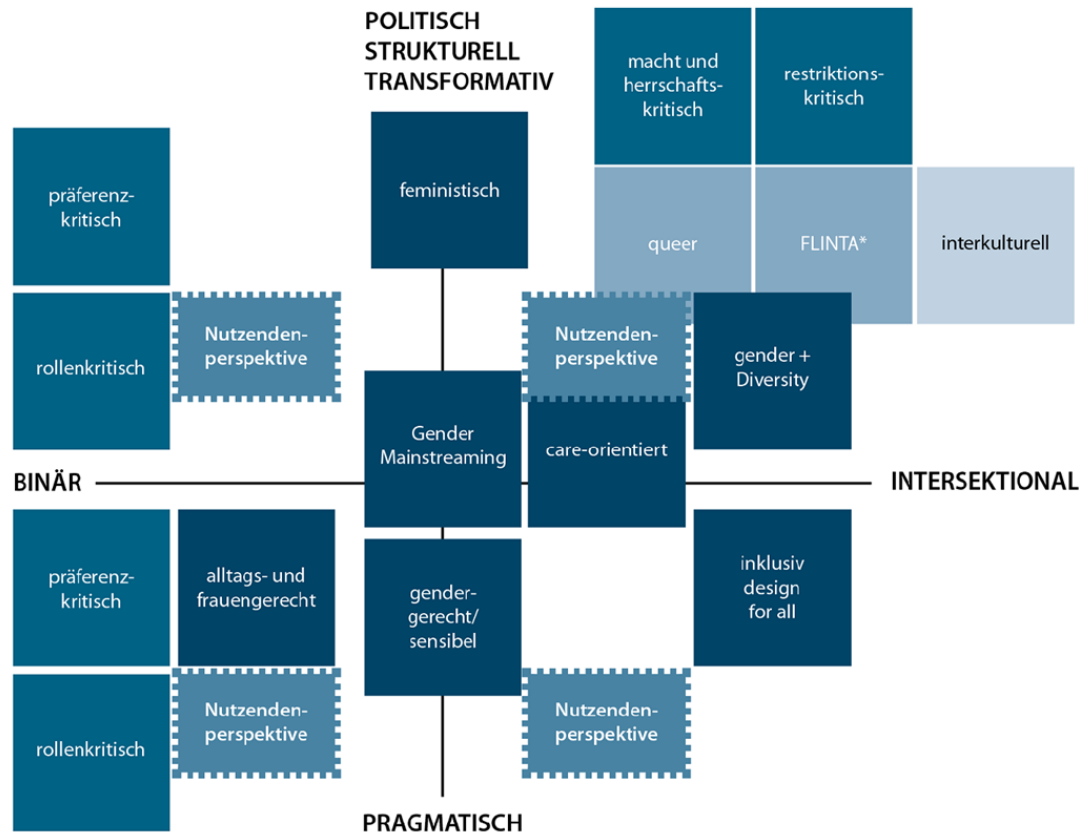 POLITISCH
STRUKTURELL
TRANSFORMATIV
macht und
herrschafts-
kritisch
restriktions-
kritisch
präferenz-
kritisch
feministisch
queer
FLINTA*
interkulturell
rollenkritisch
Nutzenden-
perspektive
Nutzenden-
perspektive
gender +
Diversity
Gender
Mainstreaming
care-orientiert
BINÄR
INTERSEKTIONAL
präferenz-
kritisch
alltags- und
frauengerecht
gender-
gerecht/
sensibel
inklusiv
design
for all
rollenkritisch
Nutzenden-
perspektive
Nutzenden-
perspektive
PRAGMATISCH